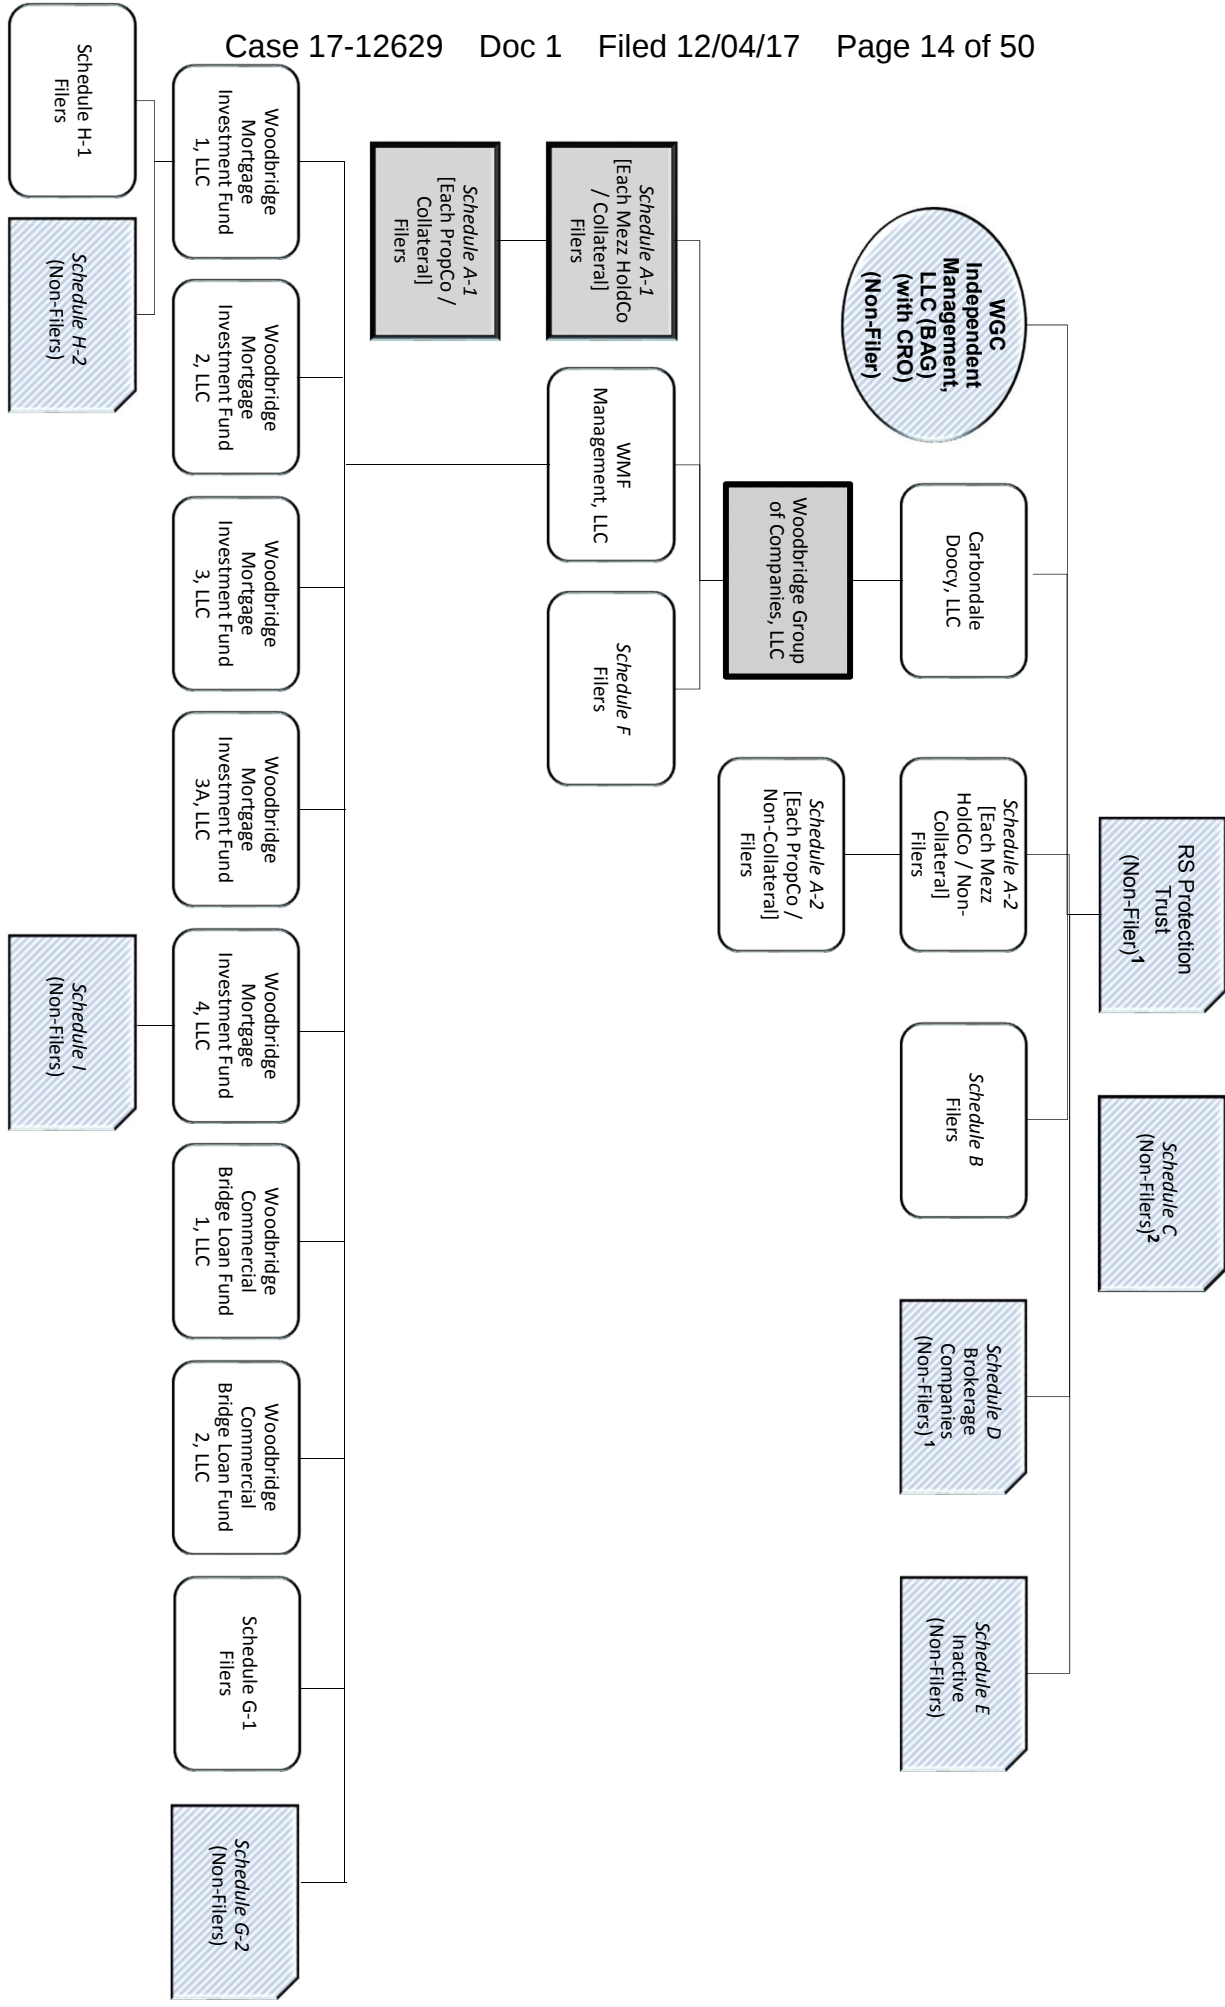 Case 17-12629 Doc 1 Filed 12/04/17 Page 14 of 50
RS Protection
Trust
(Non-Filer)1
Schedule C
(Non-Filers)2
WGC
Independent
Management,
LLC (BAG)
(with CRO)
(Non-Filer)
Carbondale
Doocy, LLC
Schedule A-2
[Each Mezz
HoldCo / Non-
Collateral]
Filers
Schedule B
Filers
Schedule D
Brokerage
Companies
(Non-Filers) 1
Schedule E
Inactive
(Non-Filers)
Woodbridge Group
of Companies, LLC
Schedule A-2
[Each PropCo /
Non-Collateral]
Filers
Schedule A-1
[Each Mezz HoldCo
/ Collateral]
Filers
WMF
Management, LLC
Schedule F
Filers
Schedule A-1
[Each PropCo /
Collateral]
Filers
Woodbridge
Mortgage
Investment Fund
1, LLC
Woodbridge
Mortgage
Investment Fund
2, LLC
Woodbridge
Mortgage
Investment Fund
3, LLC
Woodbridge
Mortgage
Investment Fund
3A, LLC
Woodbridge
Mortgage
Investment Fund
4, LLC
Woodbridge
Commercial
Bridge Loan Fund
1, LLC
Woodbridge
Commercial
Bridge Loan Fund
2, LLC
Schedule G-1
Filers
Schedule G-2
(Non-Filers)
Schedule H-1
Filers
Schedule H-2
(Non-Filers)
Schedule I
(Non-Filers)